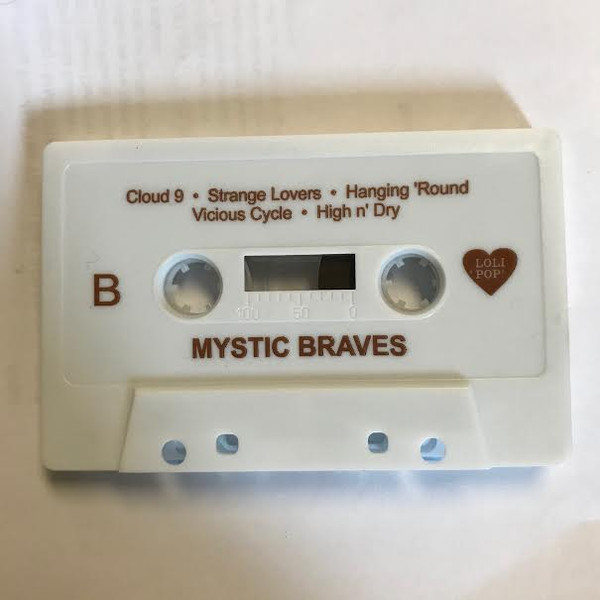 Cloud 9 • Strange Lovers • Hanging 'Round
Vicious Cycle • High n' Dry
B
LOLI
POP
100 50 0
MYSTIC BRAVES